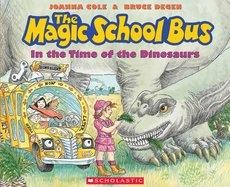 JOANNA COLE & BRUCE DEGEN
The
Magic School Bus
In the Time of the Dinosaurs
SCHOLASTIC